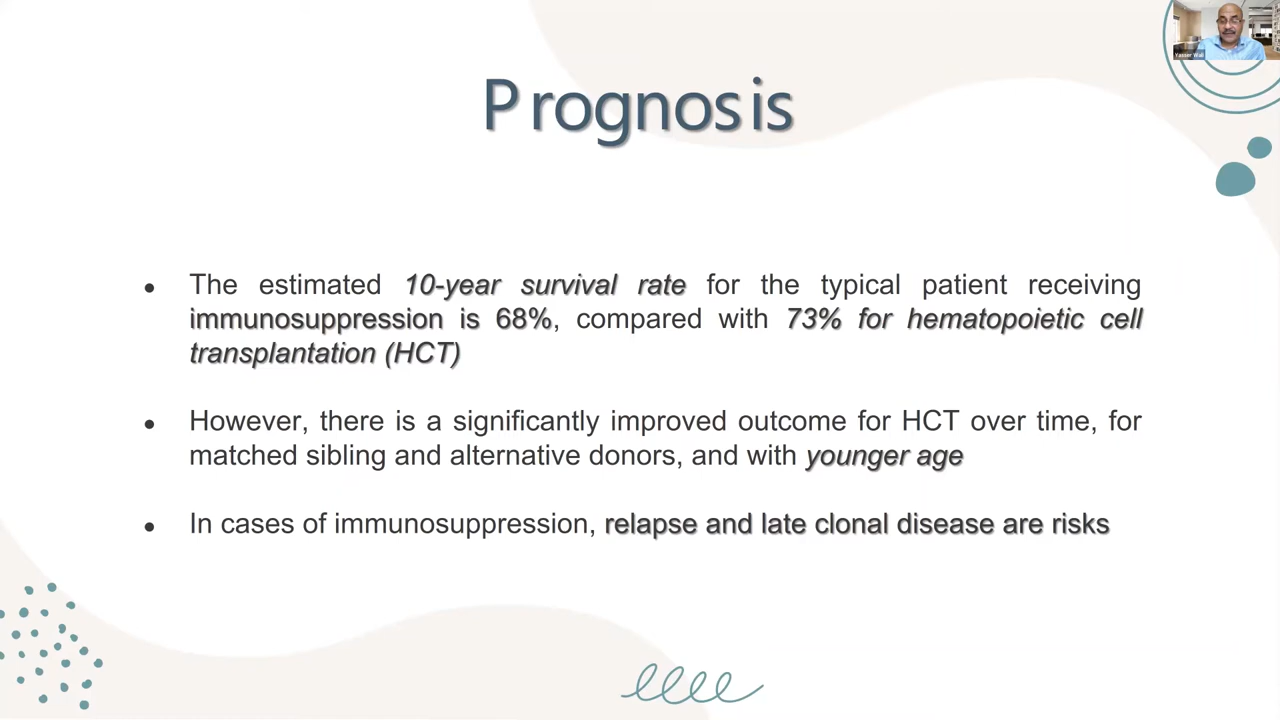 Yasser Wali
Prognosis
• The estimated 10-year survival rate for the typical patient receiving
immunosuppression is 68%, compared with 73% for hematopoietic cell
transplantation (HCT)
• However, there is a significantly improved outcome for HCT over time, for
matched sibling and alternative donors, and with younger age
• In cases of immunosuppression, relapse and late clonal disease are risks